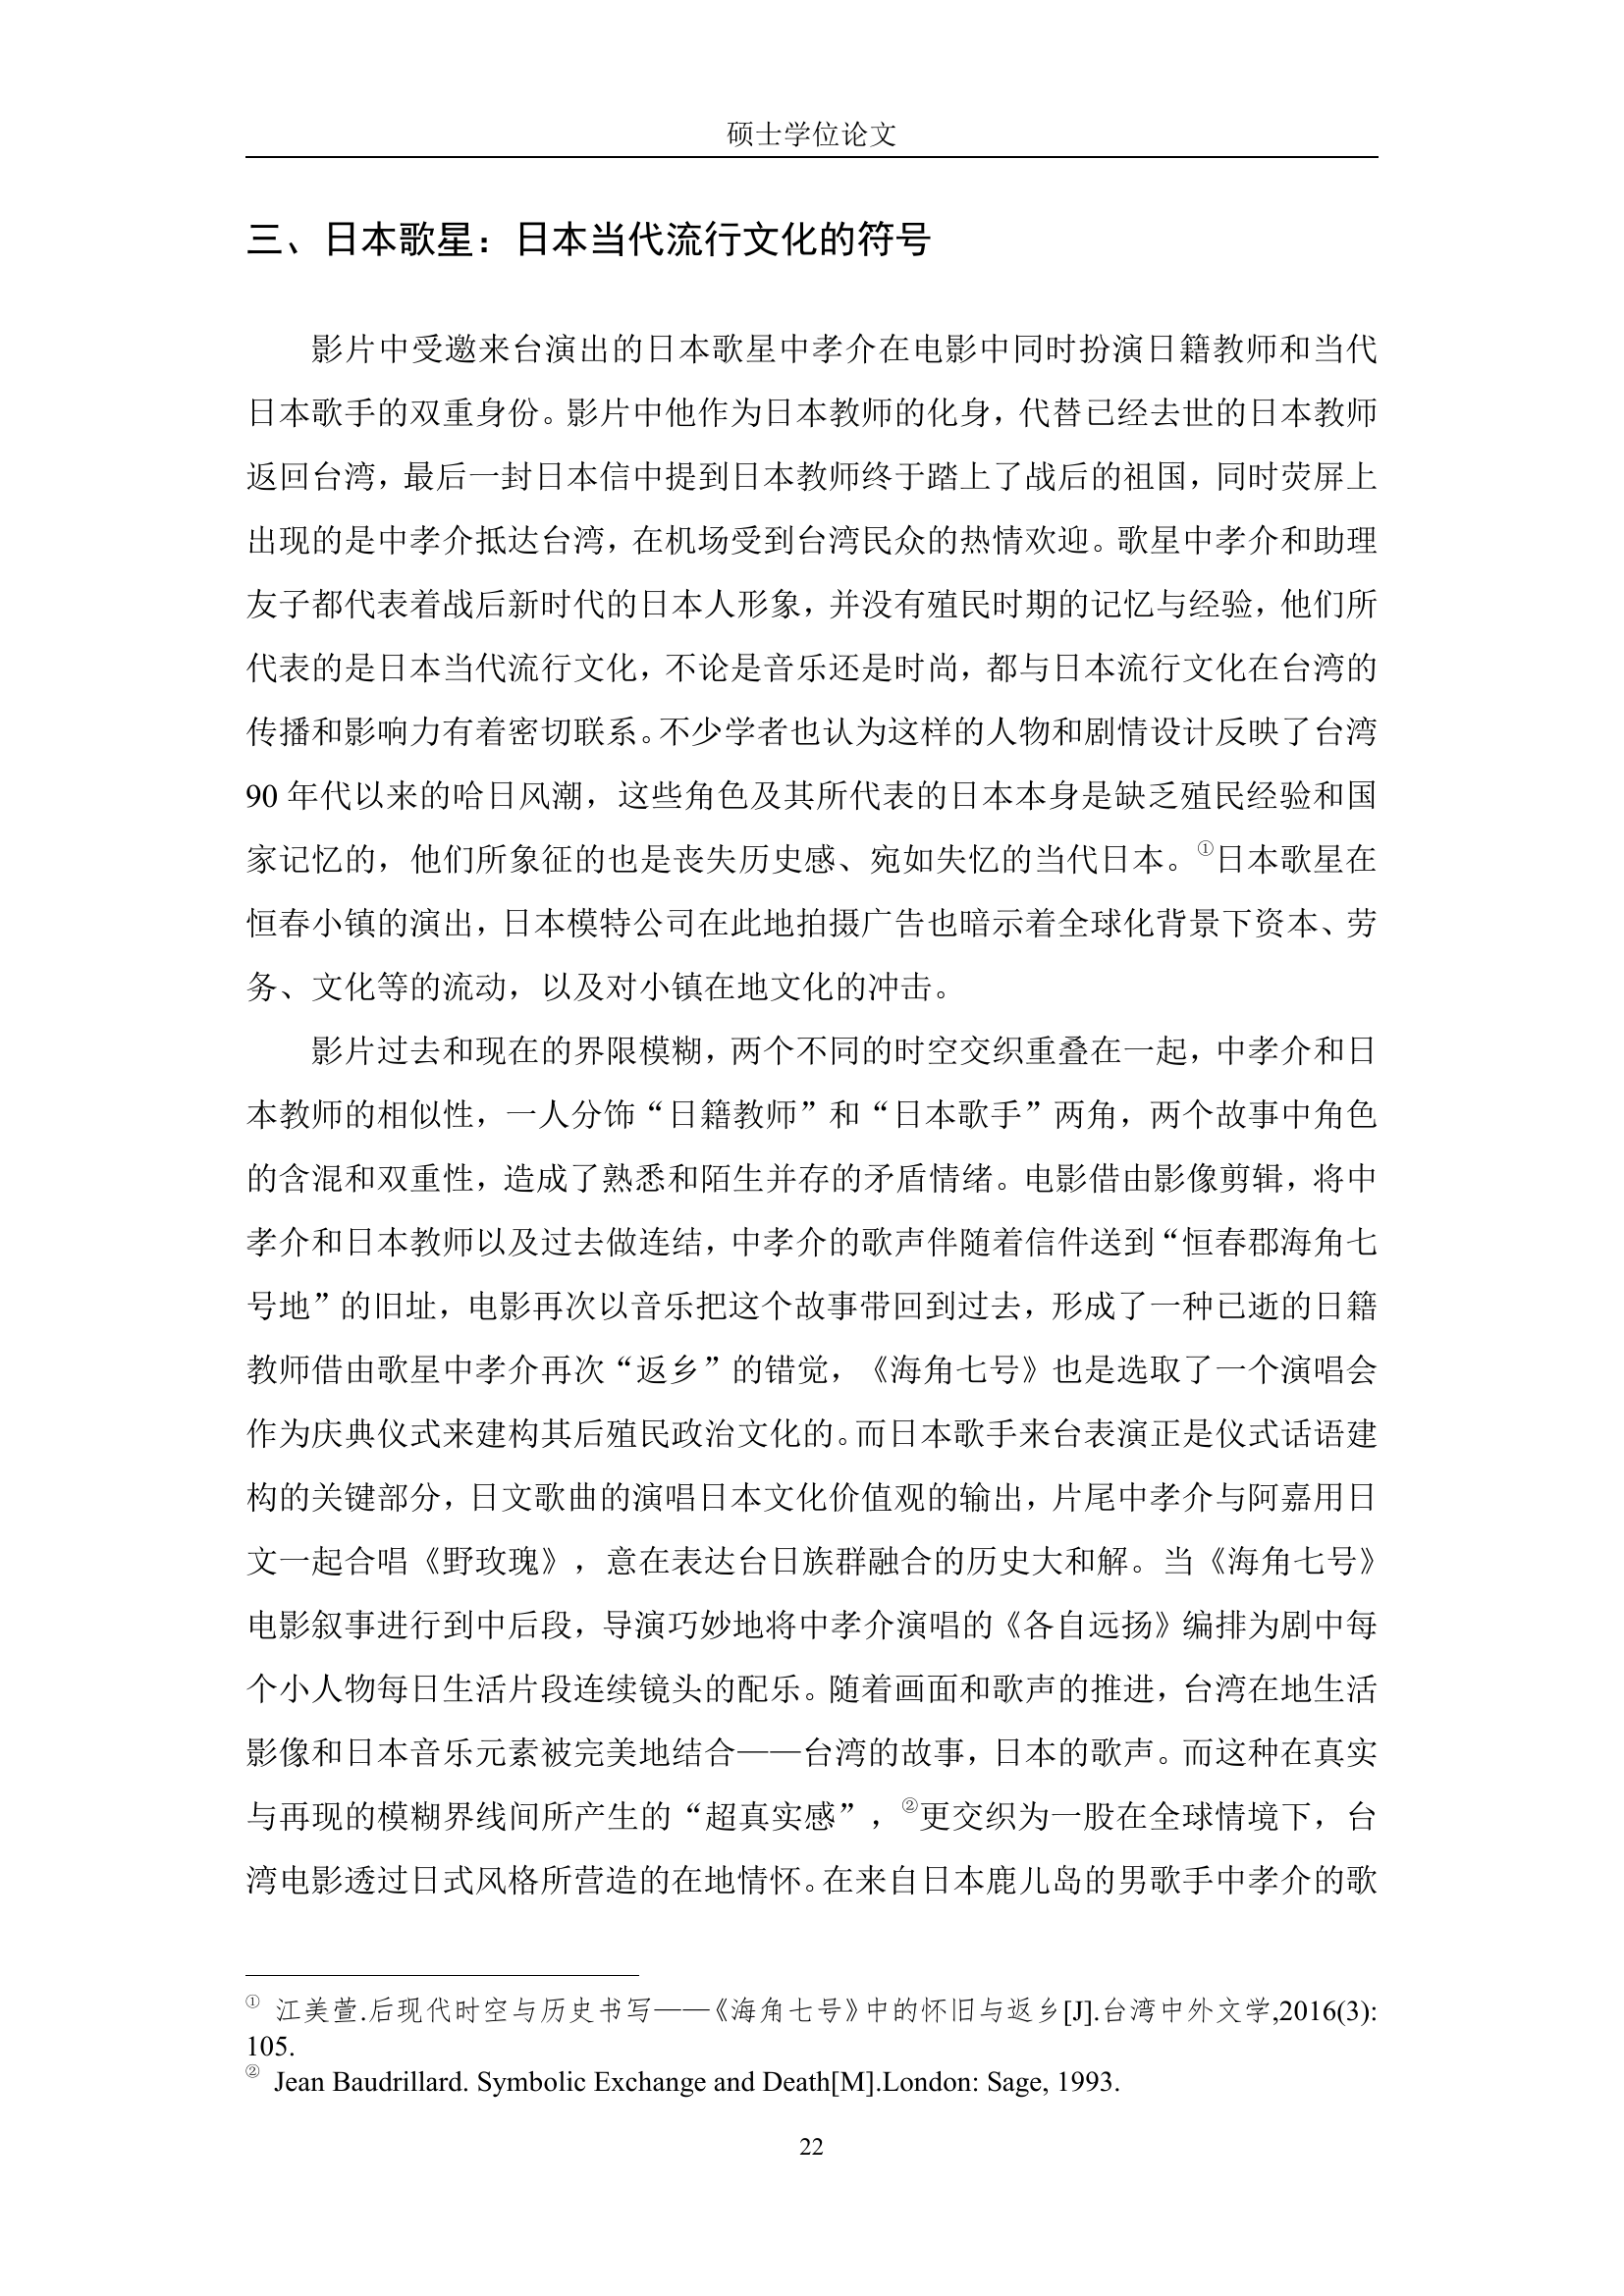 硕士学位论文
三、日本歌星：日本当代流行文化的符号
影片中受邀来台演出的日本歌星中孝介在电影中同时扮演日籍教师和当代
日本歌手的双重身份。影片中他作为日本教师的化身，代替已经去世的日本教师
返回台湾，最后一封日本信中提到日本教师终于踏上了战后的祖国，同时荧屏上
出现的是中孝介抵达台湾，在机场受到台湾民众的热情欢迎。歌星中孝介和助理
友子都代表着战后新时代的日本人形象，并没有殖民时期的记忆与经验，他们所
代表的是日本当代流行文化，不论是音乐还是时尚，都与日本流行文化在台湾的
传播和影响力有着密切联系。不少学者也认为这样的人物和剧情设计反映了台湾
90 年代以来的哈日风潮，这些角色及其所代表的日本本身是缺乏殖民经验和国
家记忆的，他们所象征的也是丧失历史感、宛如失忆的当代日本。①日本歌星在
恒春小镇的演出，日本模特公司在此地拍摄广告也暗示着全球化背景下资本、劳
务、文化等的流动，以及对小镇在地文化的冲击。
影片过去和现在的界限模糊，两个不同的时空交织重叠在一起，中孝介和日
本教师的相似性，一人分饰“日籍教师”和“日本歌手”两角，两个故事中角色
的含混和双重性，造成了熟悉和陌生并存的矛盾情绪。电影借由影像剪辑，将中
孝介和日本教师以及过去做连结，中孝介的歌声伴随着信件送到“恒春郡海角七
号地”的旧址，电影再次以音乐把这个故事带回到过去，形成了一种已逝的日籍
教师借由歌星中孝介再次“返乡”的错觉，《海角七号》也是选取了一个演唱会
作为庆典仪式来建构其后殖民政治文化的。而日本歌手来台表演正是仪式话语建
构的关键部分，日文歌曲的演唱日本文化价值观的输出，片尾中孝介与阿嘉用日
文一起合唱《野玫瑰》，意在表达台日族群融合的历史大和解。当《海角七号》
电影叙事进行到中后段，导演巧妙地将中孝介演唱的《各自远扬》编排为剧中每
个小人物每日生活片段连续镜头的配乐。随着画面和歌声的推进，台湾在地生活
影像和日本音乐元素被完美地结合——台湾的故事，日本的歌声。而这种在真实
与再现的模糊界线间所产生的“超真实感”，②更交织为一股在全球情境下，台
湾电影透过日式风格所营造的在地情怀。在来自日本鹿儿岛的男歌手中孝介的歌
① 江美萱.后现代时空与历史书写——《海角七号》中的怀旧与返乡[J].台湾中外文学,2016(3):
105.
② Jean Baudrillard. Symbolic Exchange and Death[M].London: Sage, 1993.
22